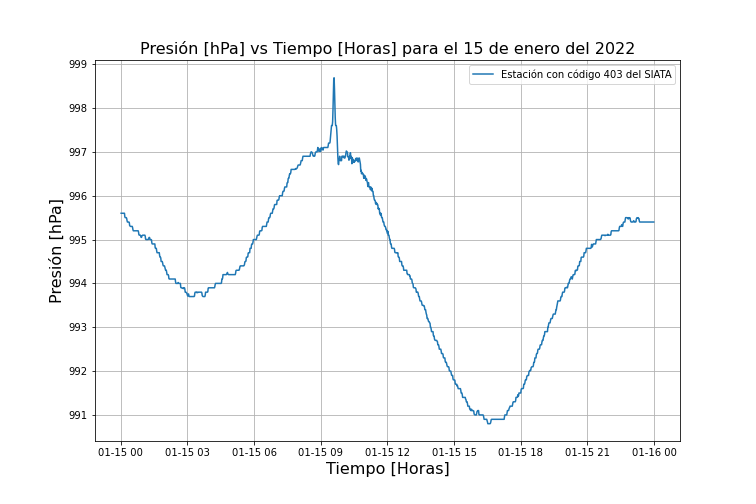 Presión [hPa] vs Tiempo [Horas] para el 15 de enero del 2022
Estación con código 403 del SIATA
Presión [hPa]
999
998
997
996
995
994
993
992
991
01-15 00 01-15 03 01-15 06 01-15 09 01-15 12 01-15 15 01-15 18 01-15 21 01-16 00
Tiempo [Horas]